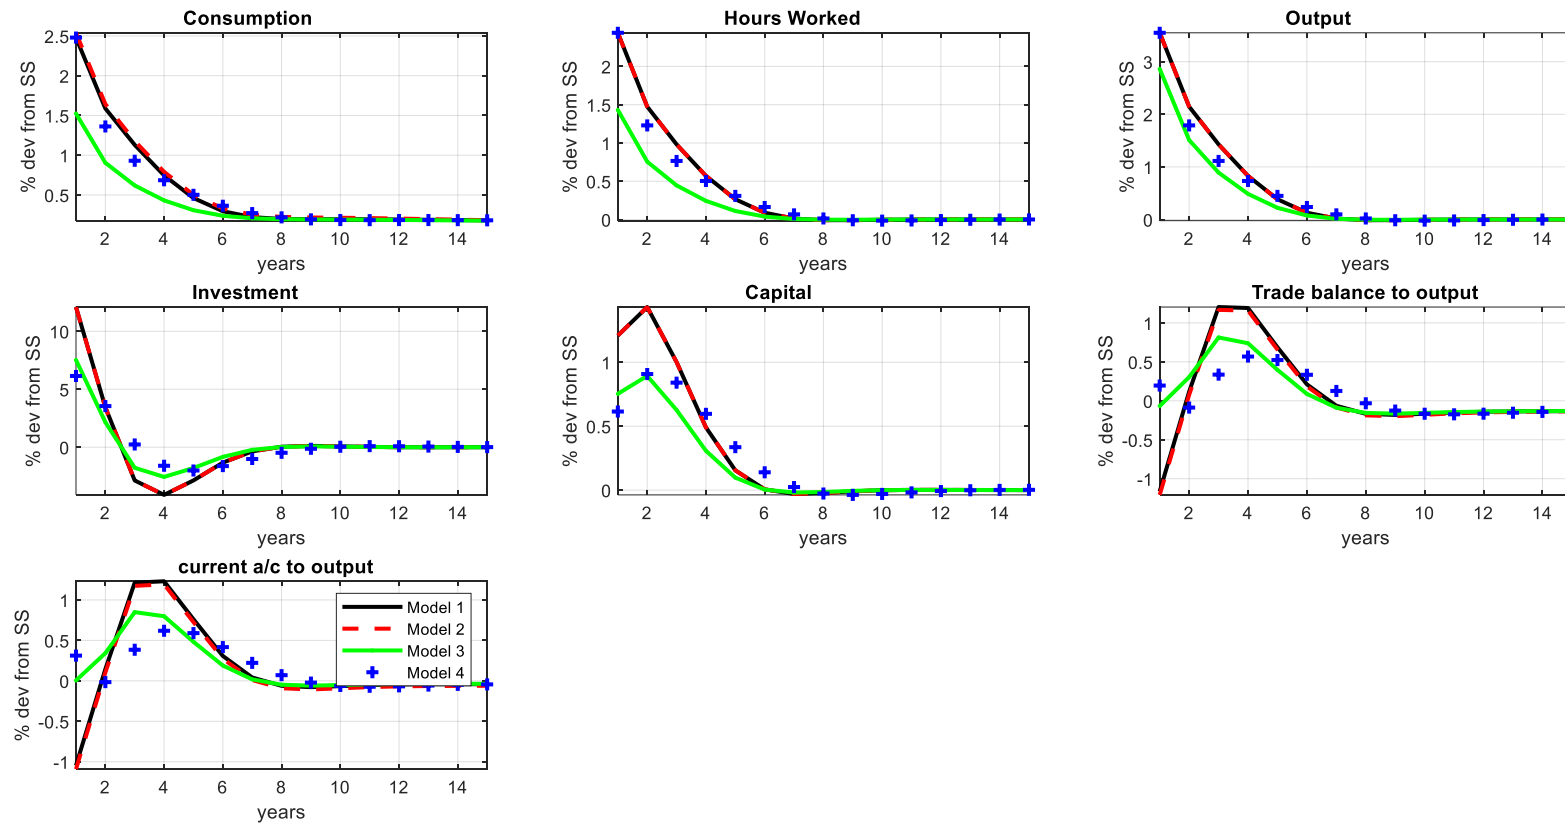 Consumption
% dev from SS
2.5
2
1.5
1
0.5
2 4 6 8 10 12 14
years
Hours Worked
% dev from SS
2
1.5
1
0.5
0
2 4 6 8 10 12 14
years
Output
% dev from SS
3
2
1
0
2 4 6 8 10 12 14
years
Investment
% dev from SS
10
5
0
2 4 6 8 10 12 14
years
Capital
% dev from SS
1
0.5
0
2 4 6 8 10 12 14
years
Trade balance to output
% dev from SS
1
0.5
0
-0.5
-1
2 4 6 8 10 12 14
years
current a/c to output
% dev from SS
1
0.5
0
-0.5
-1
2 4 6 8 10 12 14
years
Model 1
Model 2
Model 3
Model 4